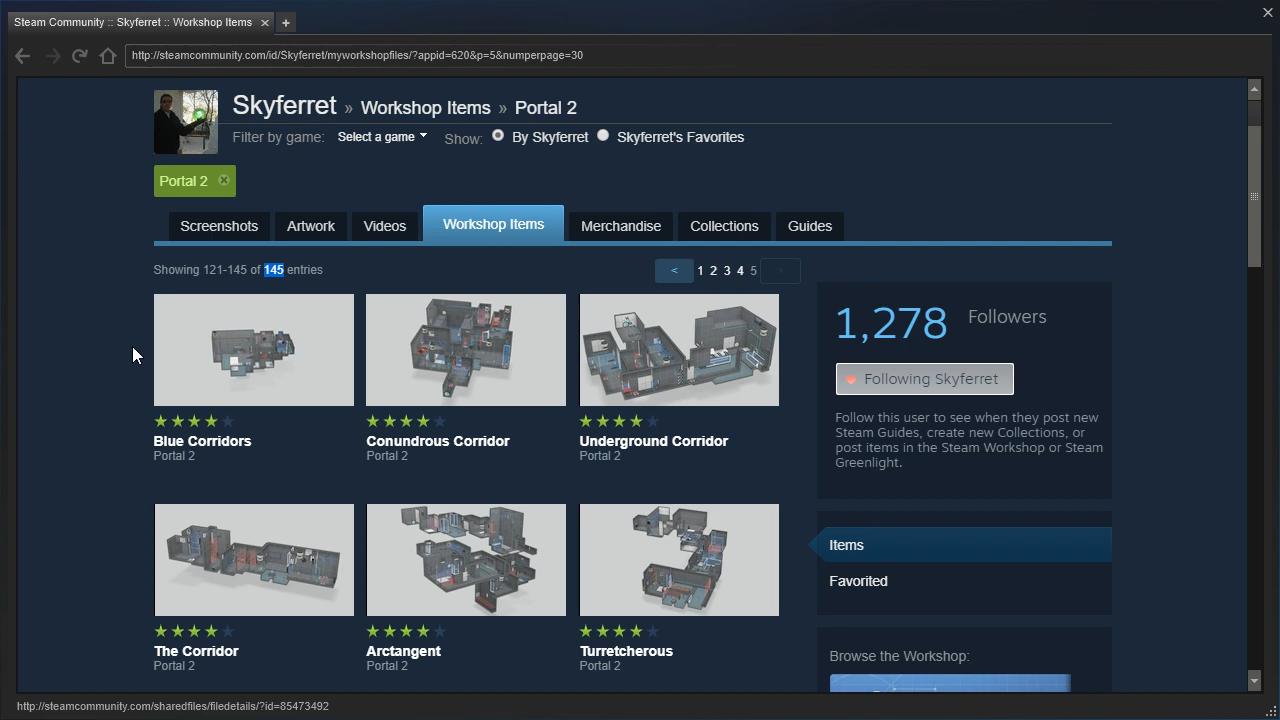 Steam Community :: Skyferret :: Workshop Items
http://steamcommunity.com/id/Skyferret/myworkshopfiles/?appid=620&p=5&numperpage=30
Skyferret » Workshop Items » Portal 2
Filter by game: Select a game Show: By Skyferret Skyferret's Favorites
Portal 2
Screenshots Artwork Videos Workshop Items Merchandise Collections Guides
Showing 121-145 of 145 entries
< 1 2 3 4 5 >
Blue Corridors
Portal 2
Conundrous Corridor
Portal 2
Underground Corridor
Portal 2
The Corridor
Portal 2
Arctangent
Portal 2
Turretcherous
Portal 2
1,278 Followers
Following Skyferret
Follow this user to see when they post new
Steam Guides, create new Collections, or
post items in the Steam Workshop or Steam
Greenlight.
Items
Favorited
Browse the Workshop:
http://steamcommunity.com/sharedfiles/filedetails/?id=85473492